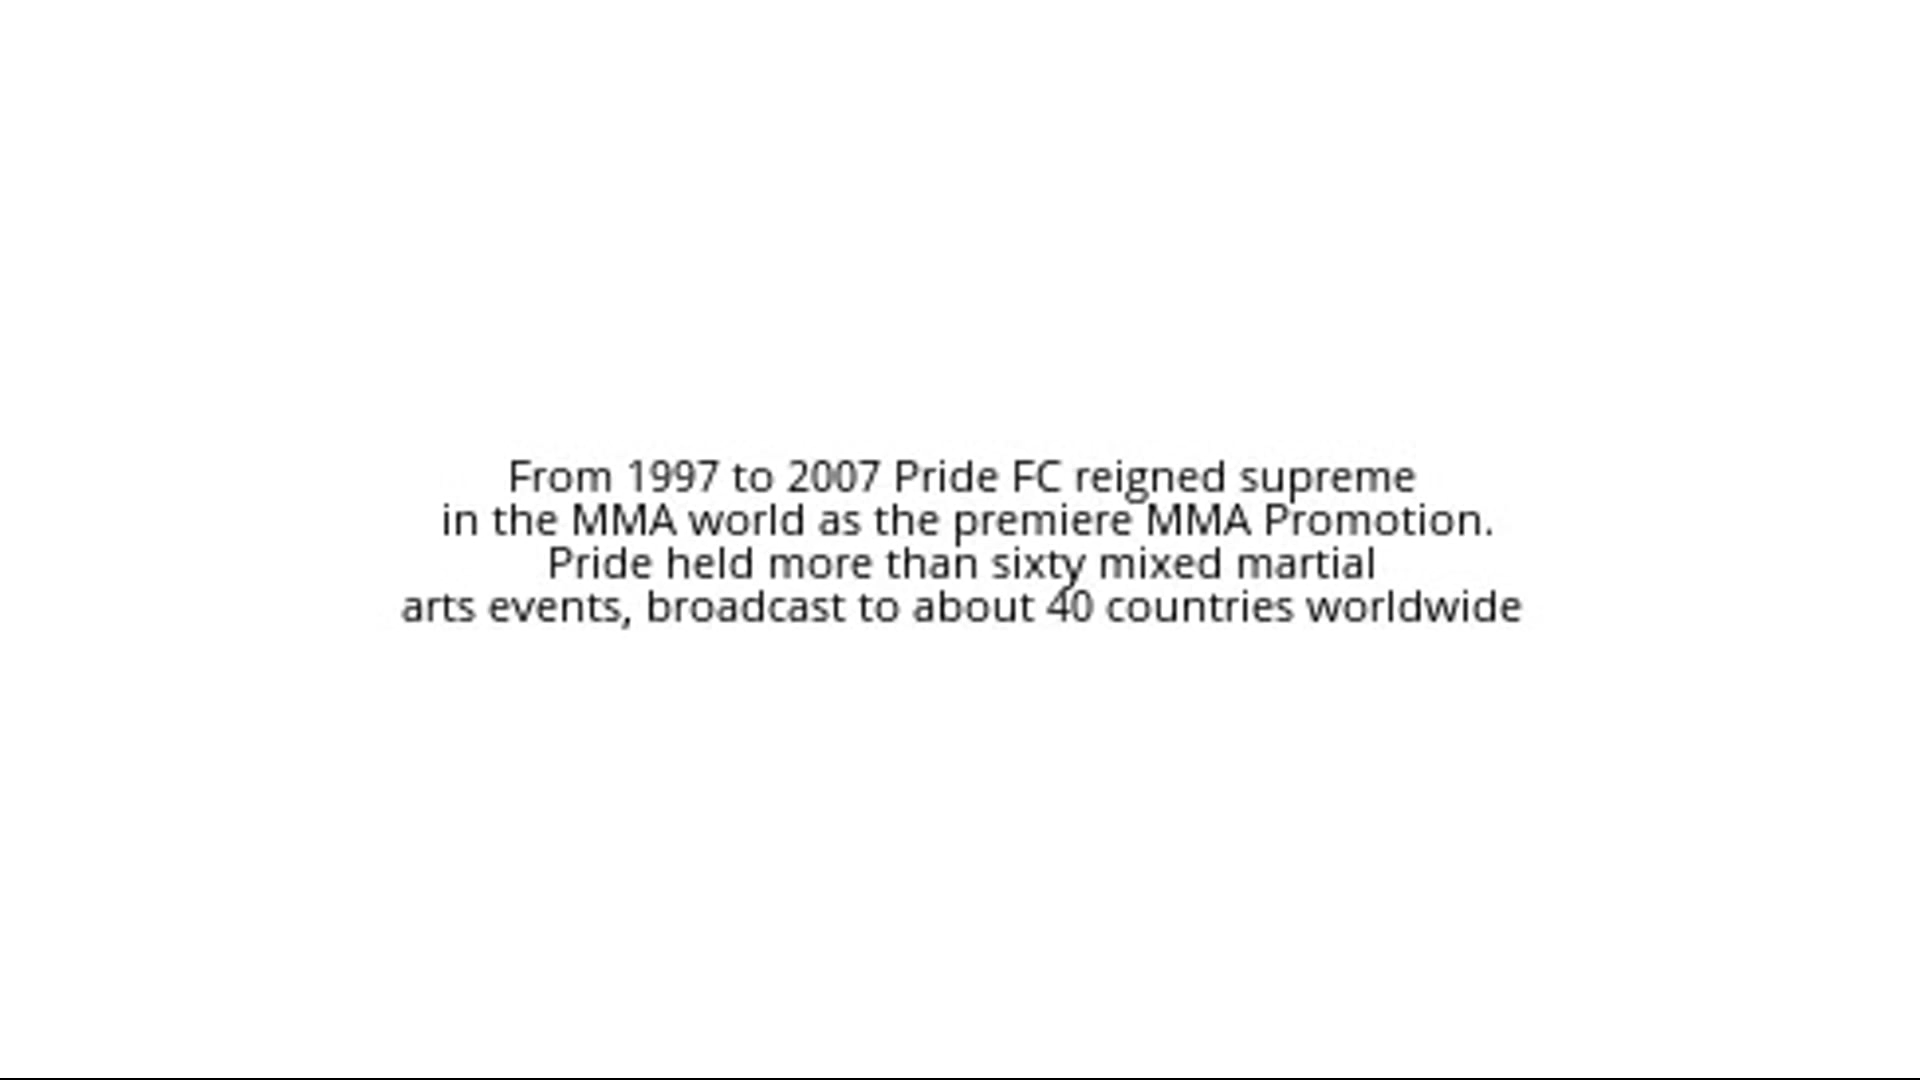 From 1997 to 2007 Pride FC reigned supreme
in the MMA world as the premiere MMA Promotion.
Pride held more than sixty mixed martial
arts events, broadcast to about 40 countries worldwide